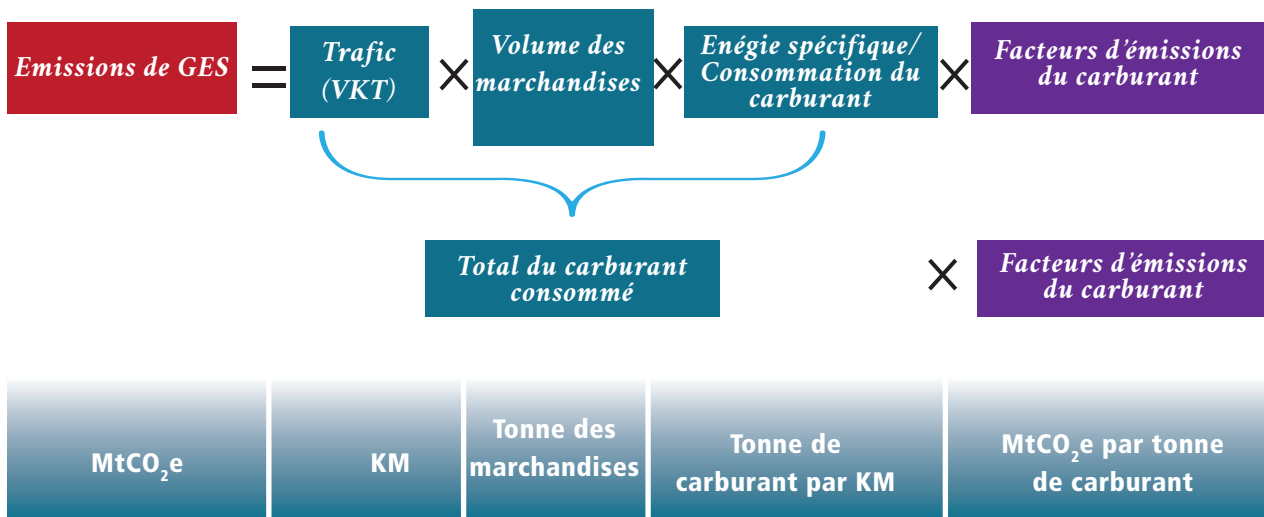 Emissions de GES
=
Trafic
(VKT)
×
Volume des
marchandises
×
Enégie spécifique/
Consommation du
carburant
×
Facteurs d'émissions
du carburant
Total du carburant
consommé
×
Facteurs d'émissions
du carburant
MtCO₂e
KM
Tonne des
marchandises
Tonne de
carburant par KM
MtCO₂e par tonne
de carburant